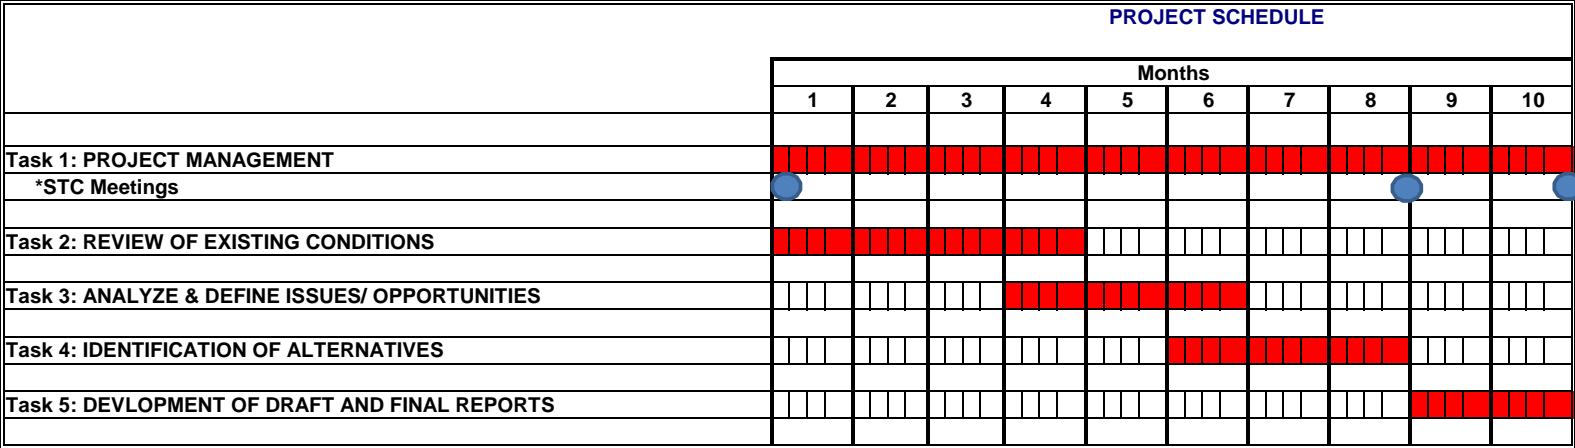 PROJECT SCHEDULE
Months
1 2 3 4 5 6 7 8 9 10
Task 1: PROJECT MANAGEMENT
*STC Meetings
Task 2: REVIEW OF EXISTING CONDITIONS
Task 3: ANALYZE & DEFINE ISSUES/ OPPORTUNITIES
Task 4: IDENTIFICATION OF ALTERNATIVES
Task 5: DEVLOPMENT OF DRAFT AND FINAL REPORTS